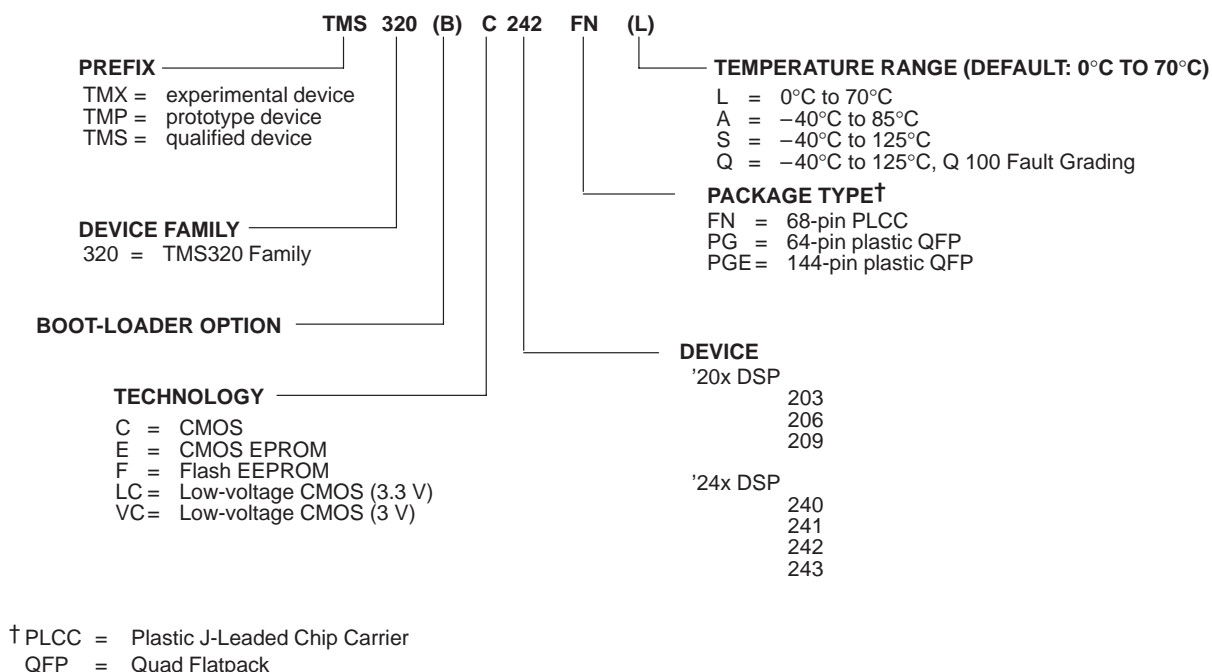 TMS 320 (B) C 242 FN (L)
PREFIX
TMX = experimental device
TMP = prototype device
TMS = qualified device
TEMPERATURE RANGE (DEFAULT: 0°C TO 70°C)
L = 0°C to 70°C
A = –40°C to 85°C
S = –40°C to 125°C
Q = –40°C to 125°C, Q 100 Fault Grading
PACKAGE TYPE†
FN = 68-pin PLCC
PG = 64-pin plastic QFP
PGE = 144-pin plastic QFP
DEVICE FAMILY
320 = TMS320 Family
BOOT-LOADER OPTION
DEVICE
’20x DSP
203
206
209
’24x DSP
240
241
242
243
TECHNOLOGY
C = CMOS
E = CMOS EPROM
F = Flash EEPROM
LC = Low-voltage CMOS (3.3 V)
VC = Low-voltage CMOS (3 V)
† PLCC = Plastic J-Leaded Chip Carrier
QFP = Quad Flatpack